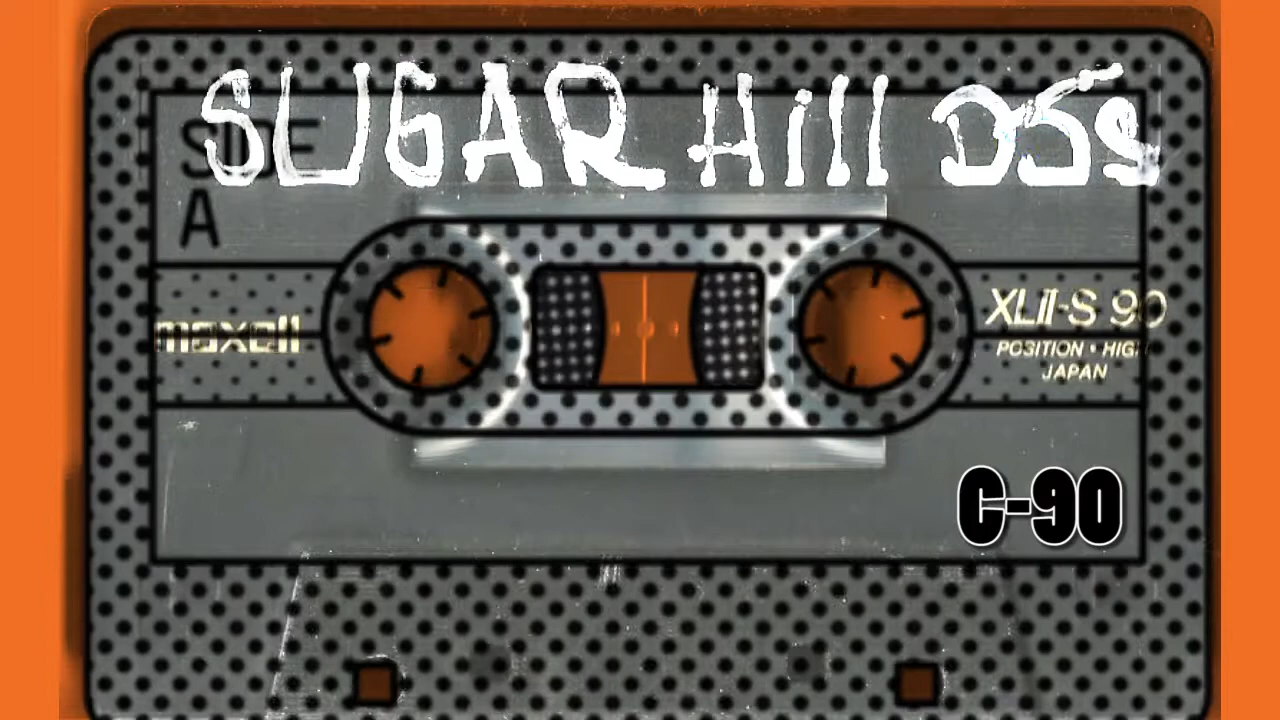 SUGAR Hill DJs
SIDE
A
maxell
XLII-S 90
POSITION • HIGH
JAPAN
C-90